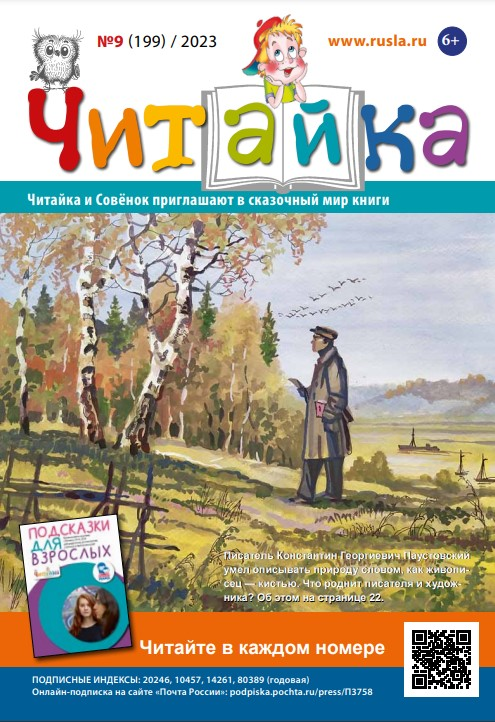 №9 (199) / 2023
www.rusla.ru
6+
Читайка
Читайка и Совёнок приглашают в сказочный мир книги
Писатель Константин Георгиевич Паустовский
умел описывать природу словом, как живопи-
сец — кистью. Что роднит писателя и худож-
ника? Об этом на странице 22.
ПОДСКАЗКИ
ДЛЯ
ВЗРОСЛЫХ
Читайте в каждом номере
ПОДПИСНЫЕ ИНДЕКСЫ: 20246, 10457, 14261, 80389 (годовая)
Онлайн-подписка на сайте «Почта России»: podpiska.pochta.ru/press/П3758